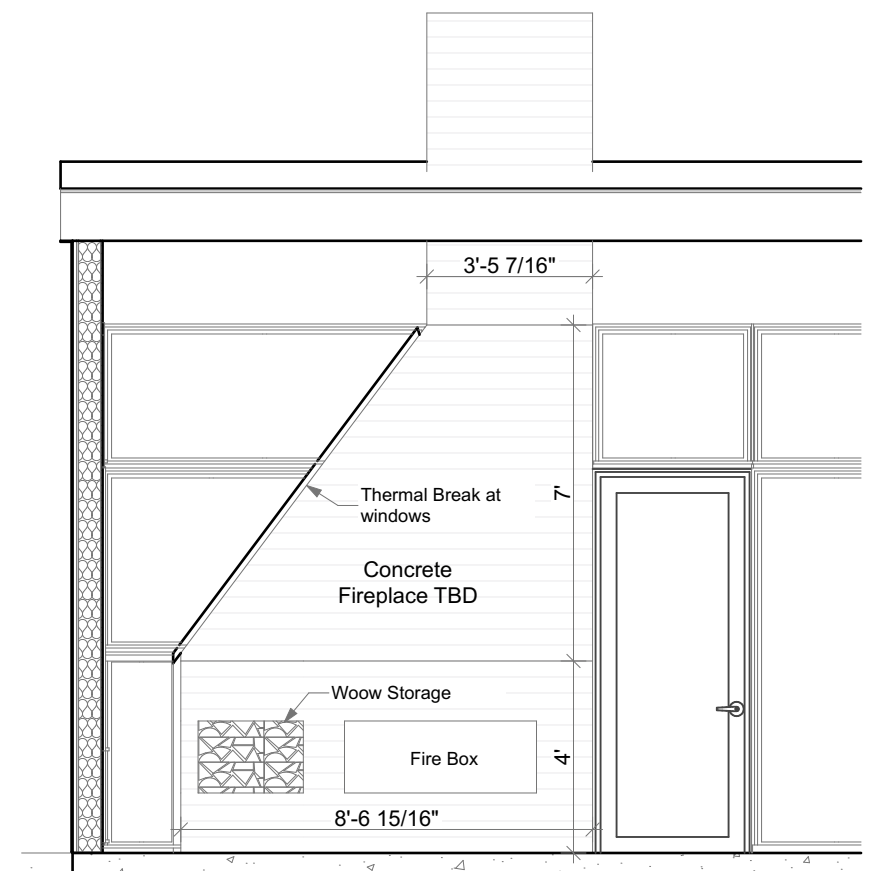 3'-5 7/16"
Thermal Break at
windows
7'
Concrete
Fireplace TBD
Woow Storage
Fire Box
4'
8'-6 15/16"